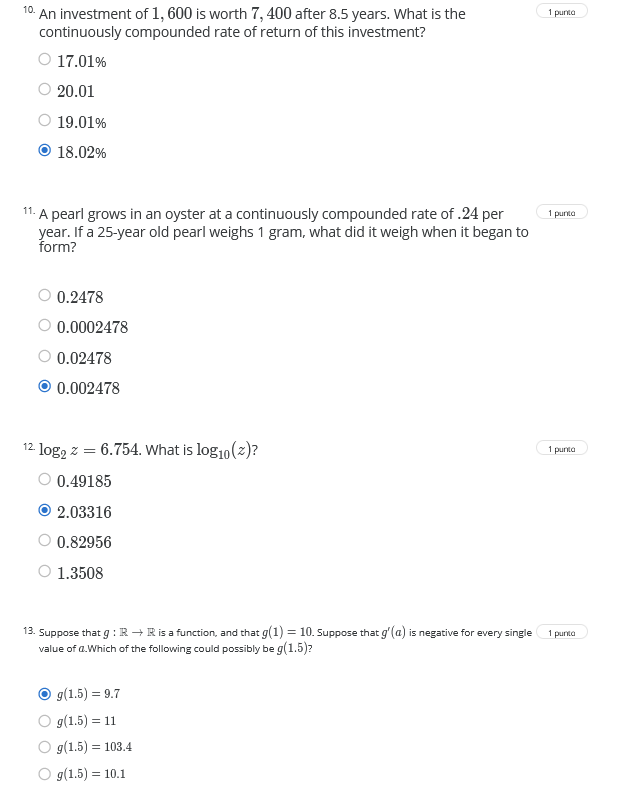 10. An investment of 1, 600 is worth 7, 400 after 8.5 years. What is the
1 punto
continuously compounded rate of return of this investment?
17.01%
20.01
19.01%
18.02%
11. A pearl grows in an oyster at a continuously compounded rate of .24 per
1 punto
year. If a 25-year old pearl weighs 1 gram, what did it weigh when it began to
form?
0.2478
0.0002478
0.02478
0.002478
12. log₂ z = 6.754. What is log₁₀(z)?
1 punto
0.49185
2.03316
0.82956
1.3508
13. Suppose that g : ℝ → ℝ is a function, and that g(1) = 10. Suppose that g′(a) is negative for every single
1 punto
value of a.Which of the following could possibly be g(1.5)?
g(1.5) = 9.7
g(1.5) = 11
g(1.5) = 103.4
g(1.5) = 10.1